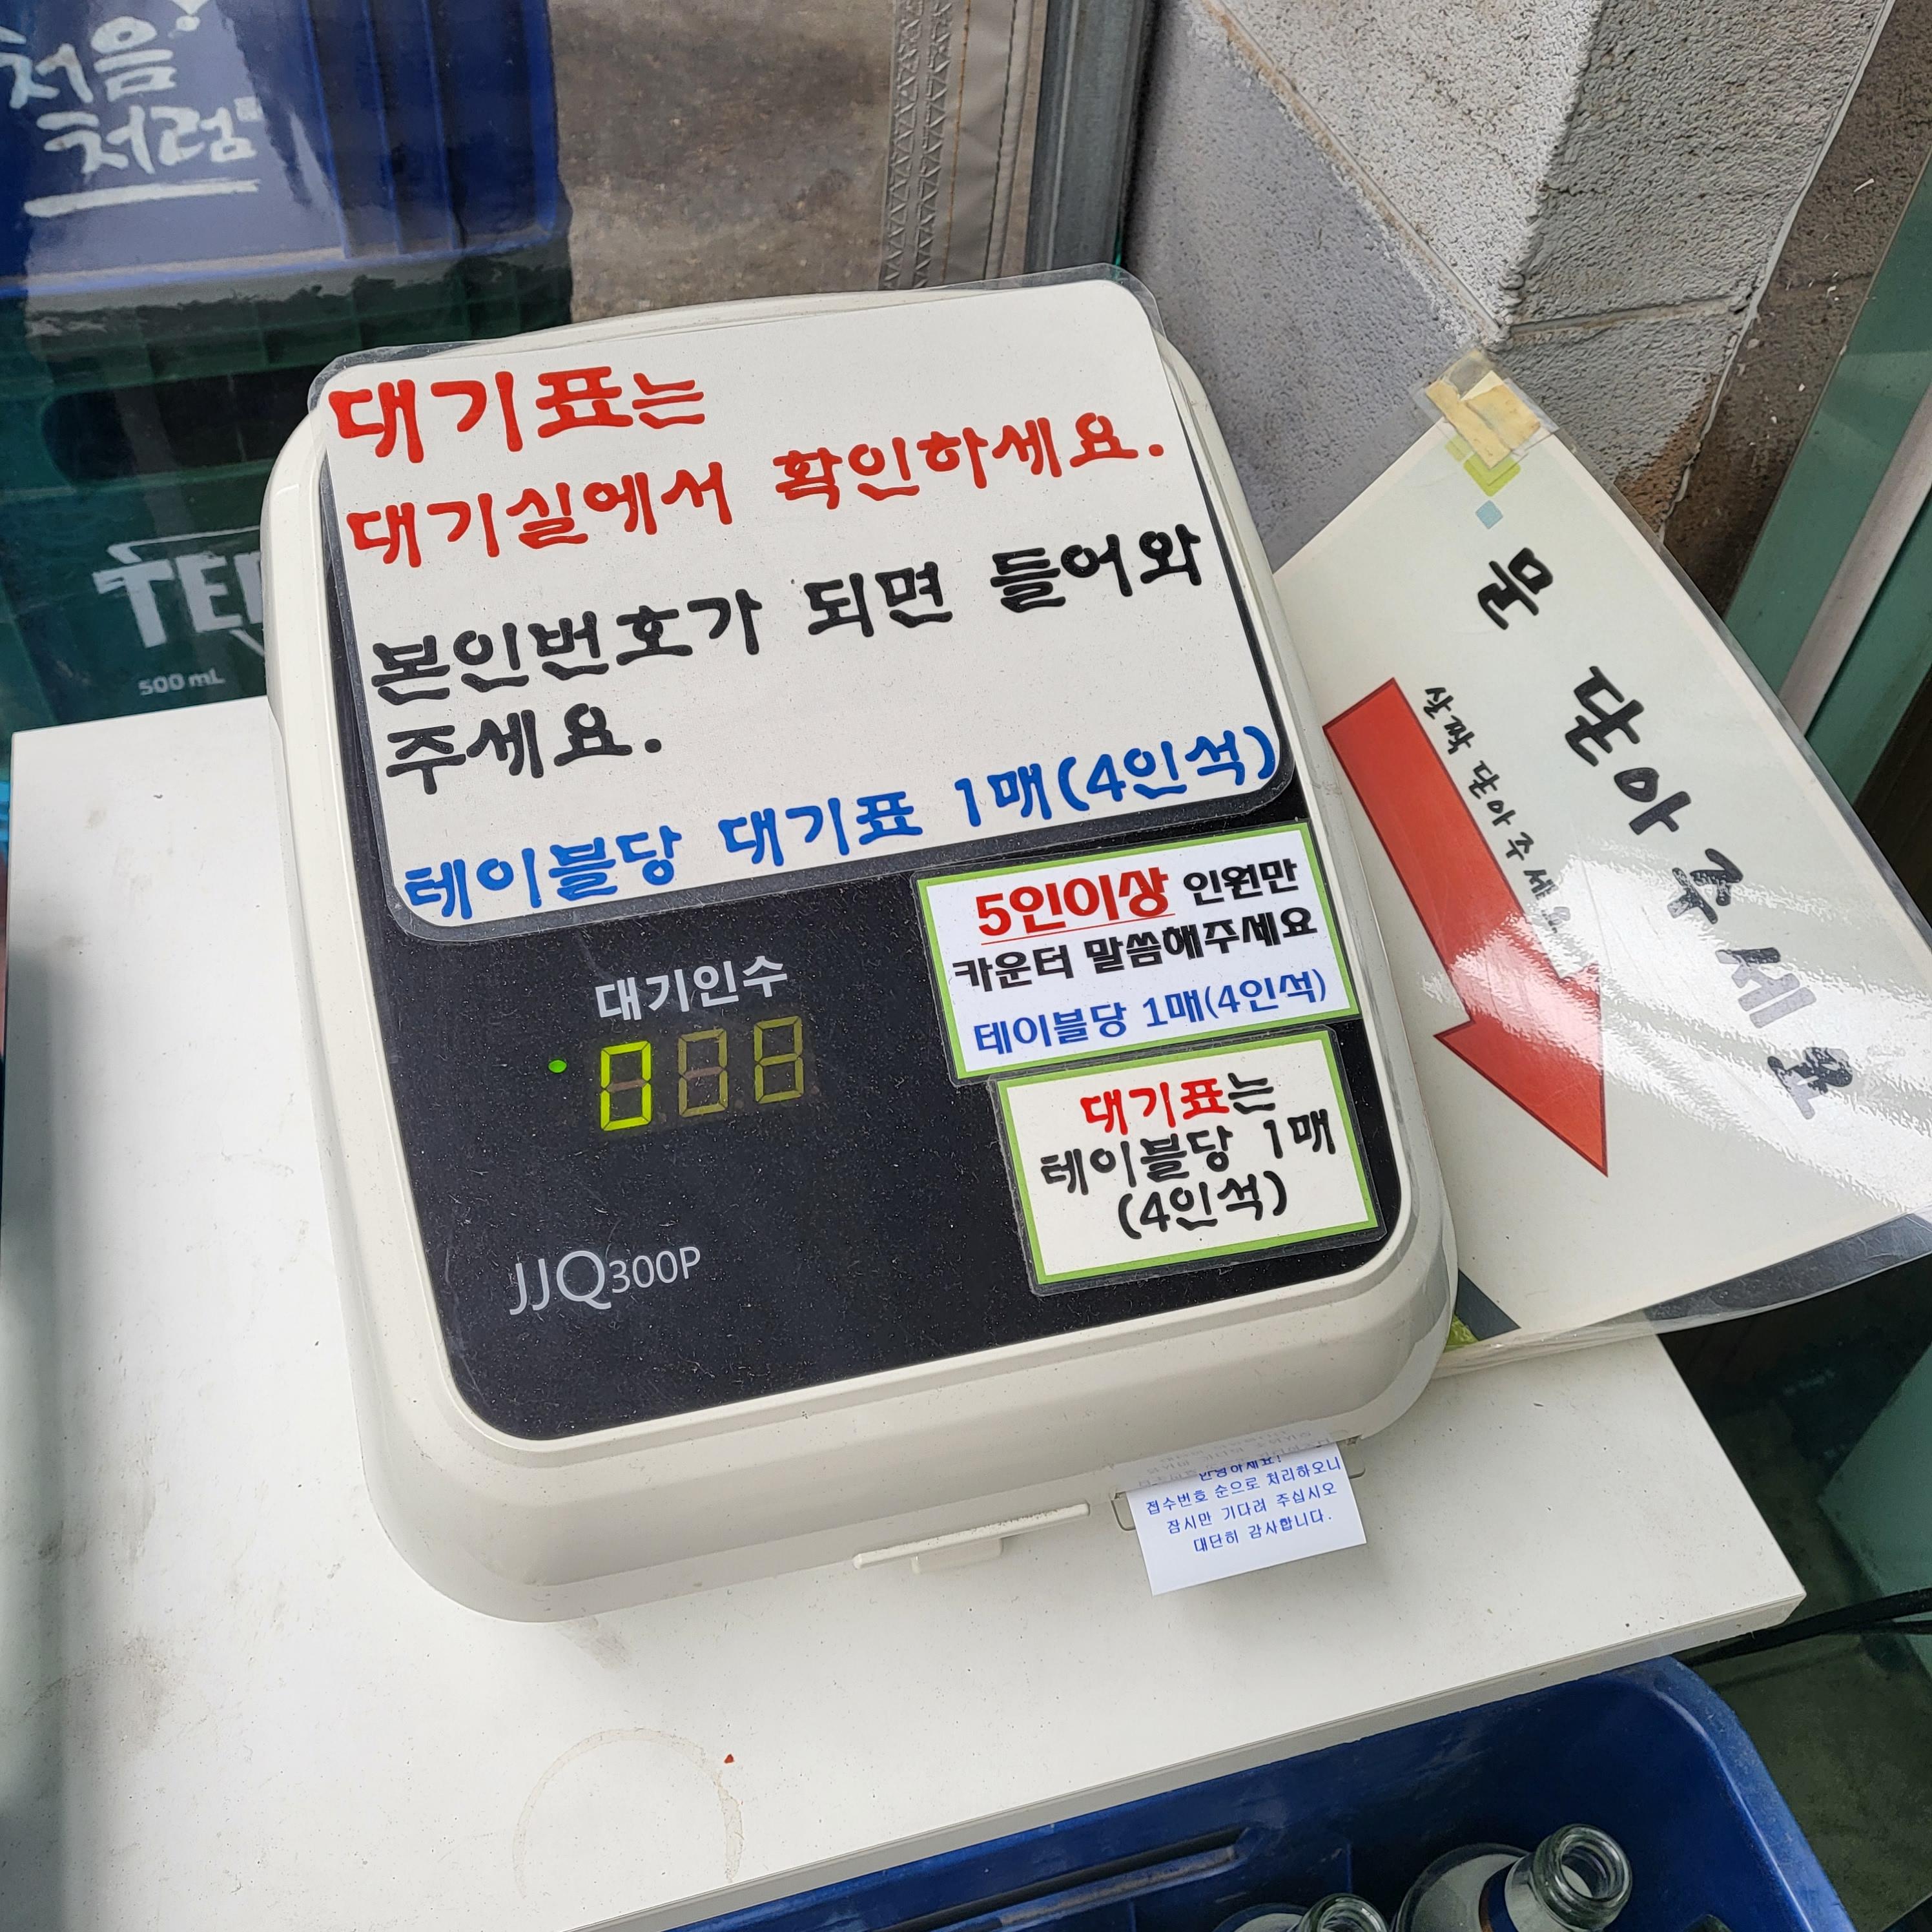 처음
처럼
TER
500 mL
대기표는
대기실에서 확인하세요.
본인번호가 되면 들어와
주세요.
테이블당 대기표 1매(4인석)
5인이상 인원만
카운터 말씀해주세요
테이블당 1매(4인석)
대기표는
테이블당 1매
(4인석)
대기인수
JJQ300P
문 닫아 주세요
살짝 닫아 주세요
안녕하세요!
접수번호 순으로 처리하오니
잠시만 기다려 주십시오
대단히 감사합니다.